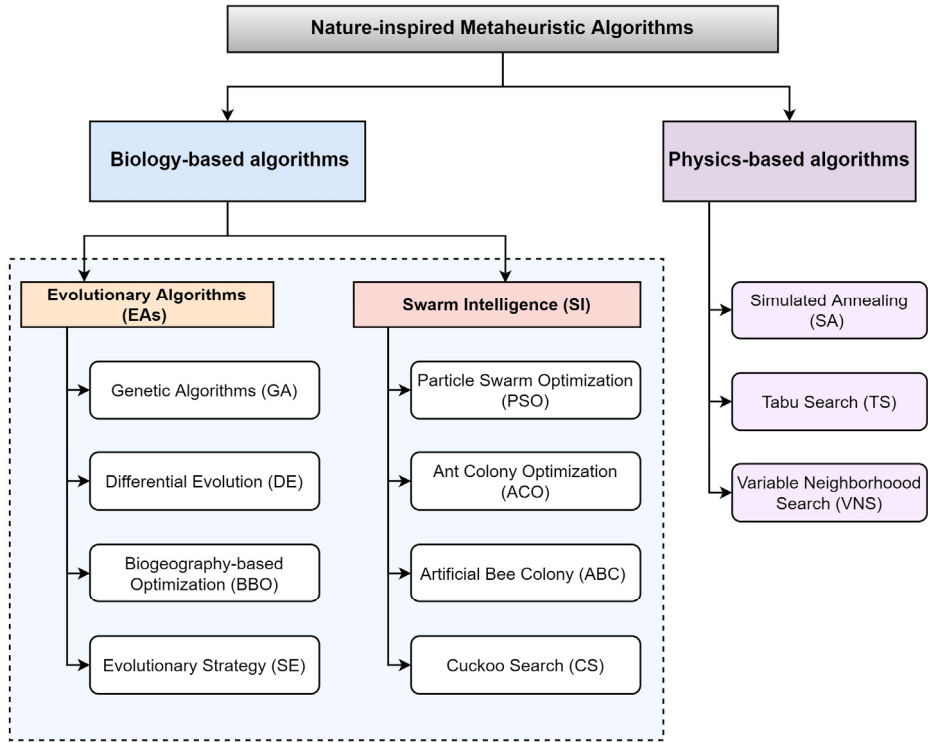 Nature-inspired Metaheuristic Algorithms
Biology-based algorithms
Physics-based algorithms
Evolutionary Algorithms
(EAs)
Genetic Algorithms (GA)
Differential Evolution (DE)
Biogeography-based
Optimization (BBO)
Evolutionary Strategy (SE)
Swarm Intelligence (SI)
Particle Swarm Optimization
(PSO)
Ant Colony Optimization
(ACO)
Artificial Bee Colony (ABC)
Cuckoo Search (CS)
Simulated Annealing
(SA)
Tabu Search (TS)
Variable Neighborhoood
Search (VNS)